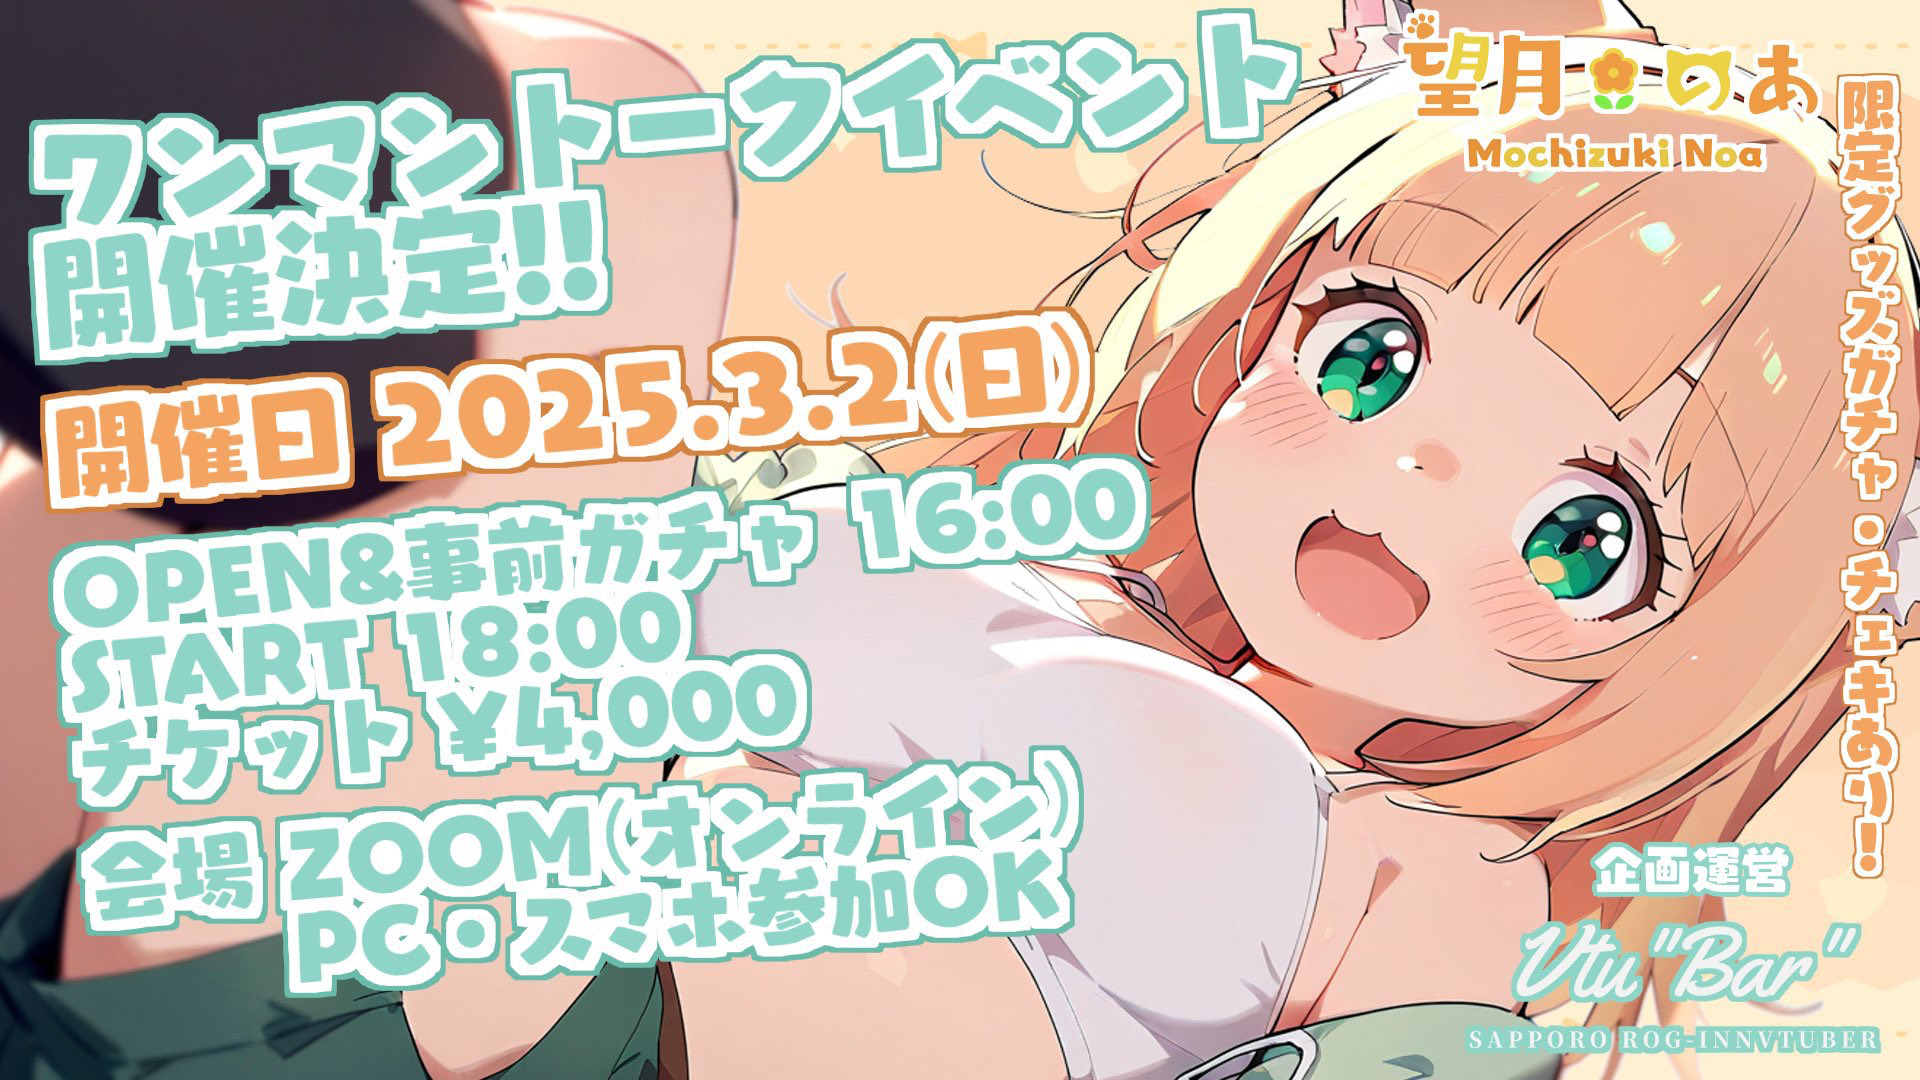 ワンマントークイベント
開催決定!!
開催日 2025.3.2(日)
OPEN&事前ガチャ 16:00
START 18:00
チケット ¥4,000
会場 ZOOM(オンライン)
PC・スマホ参加OK
望月のあ
Mochizuki Noa
限定グッズガチャ・チェキあり!
企画運営
Vtu"Bar"
SAPPORO ROG-INNVTUBER